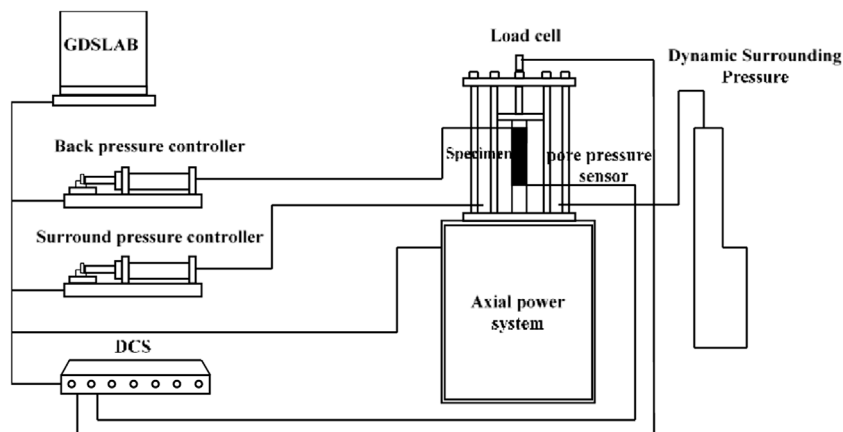 GDSLAB
Load cell
Dynamic Surrounding
Pressure
Back pressure controller
Specimen
pore pressure
sensor
Surround pressure controller
Axial power
system
DCS